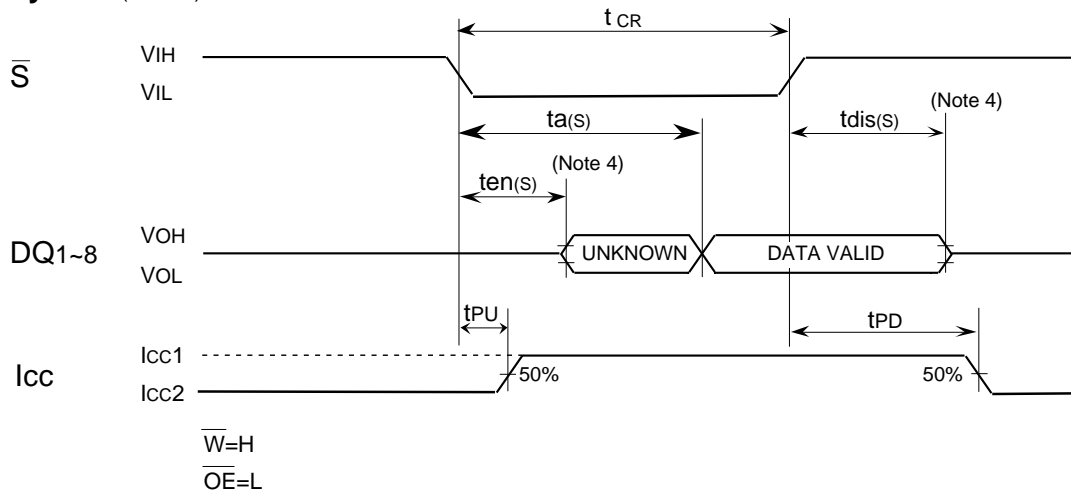 t CR
S
VIH
VIL
ta(S)
tdis(S)
(Note 4)
ten(S)
(Note 4)
DQ1~8
VOH
VOL
UNKNOWN
DATA VALID
tPU
tPD
Icc
Icc1
Icc2
50%
50%
W=H
OE=L